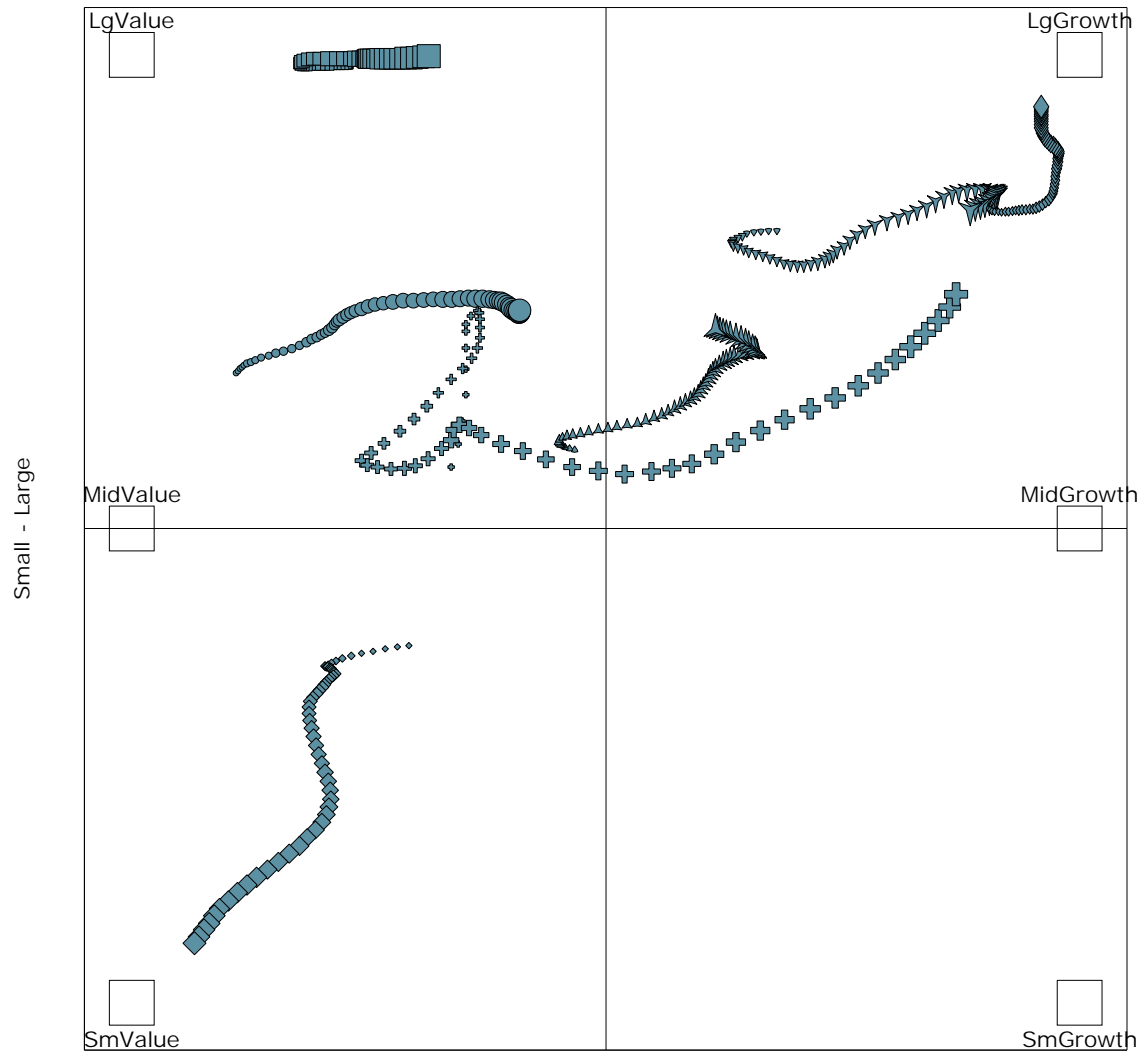 LgValue
LgGrowth
Small - Large
MidValue
MidGrowth
SmValue
SmGrowth